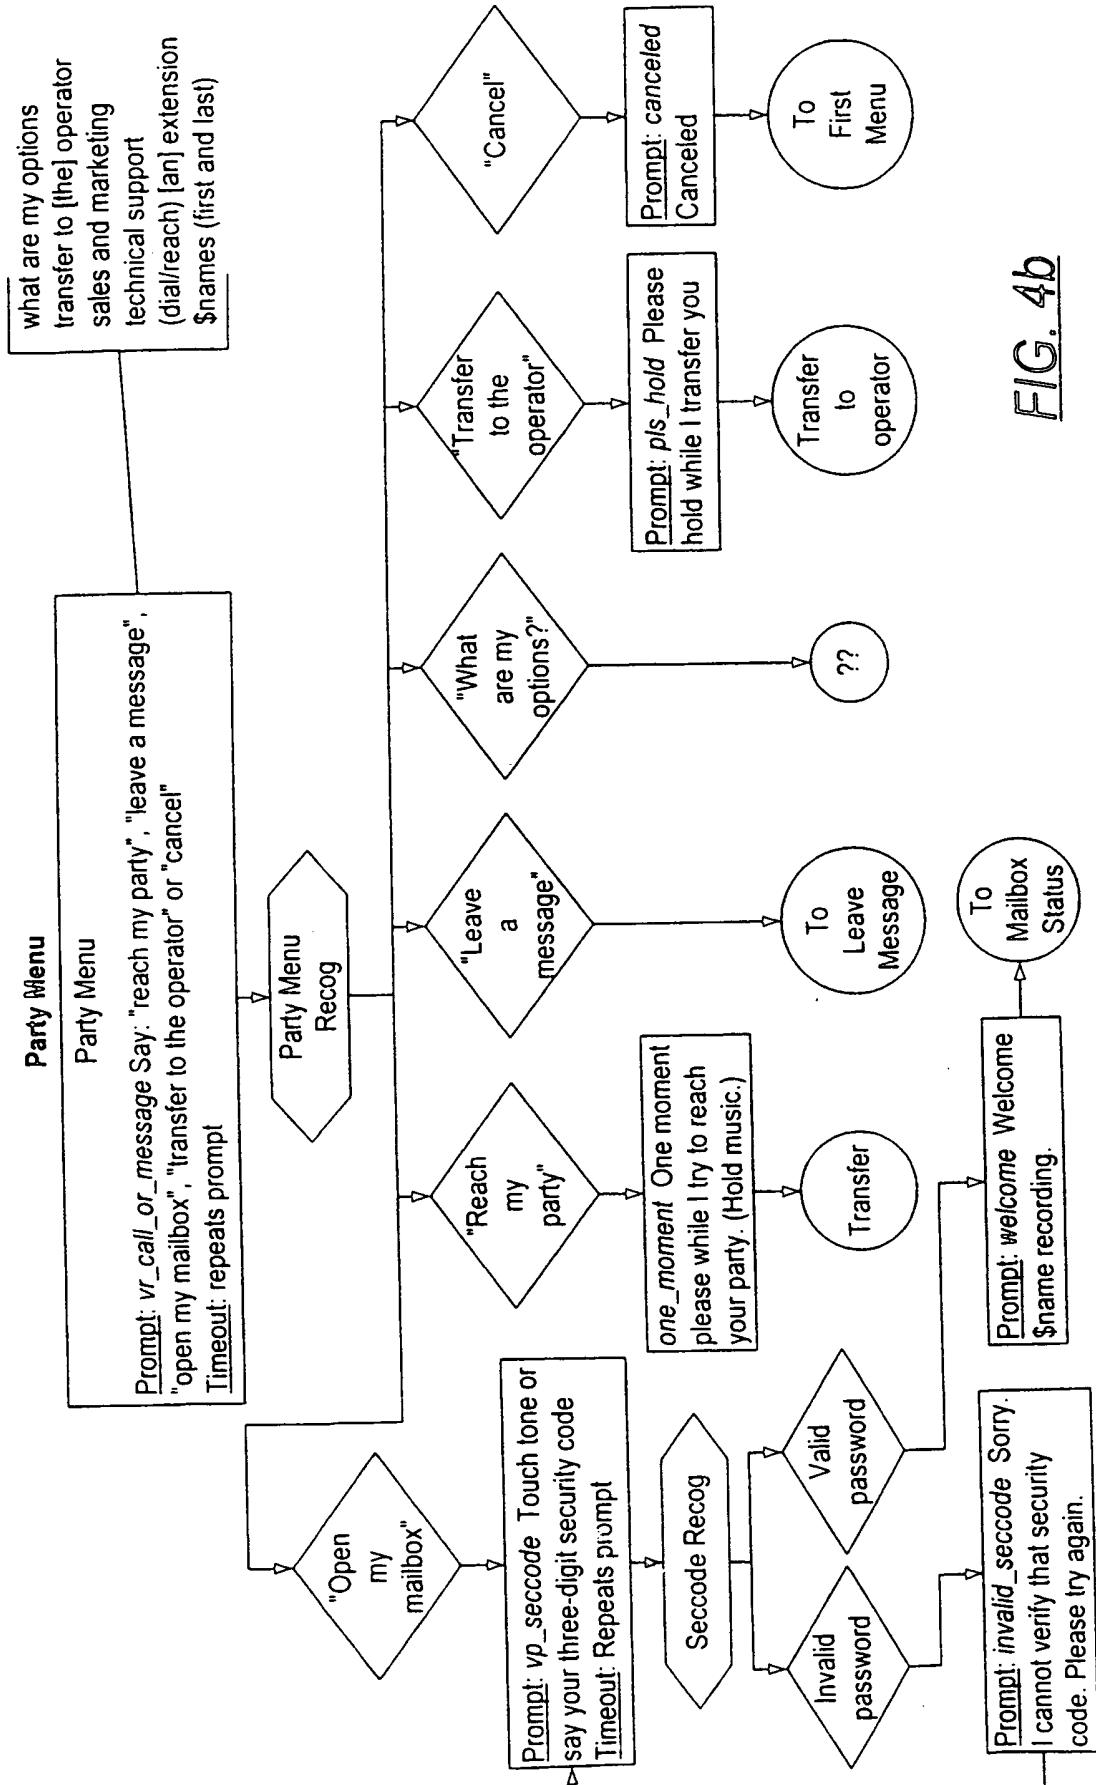 Party Menu
Party Menu
Prompt: vr_call_or_message Say: "reach my party", "leave a message",
"open my mailbox", "transfer to the operator" or "cancel"
Timeout: repeats prompt
what are my options
transfer to [the] operator
sales and marketing
technical support
(dial/reach) [an] extension
$names (first and last)
Party Menu
Recog
"Open
my
mailbox"
"Reach
my
party"
"Leave
a
message"
"What
are my
options?"
"Transfer
to the
operator"
"Cancel"
Prompt: vp_seccode Touch tone or
say your three-digit security code
Timeout: Repeats prompt
one_moment One moment
please while I try to reach
your party. (Hold music.)
Prompt: pls_hold Please
hold while I transfer you
Prompt: canceled
Canceled
Seccode Recog
Transfer
To
Leave
Message
??
Transfer
to
operator
To
First
Menu
Invalid
password
Valid
password
Prompt: invalid_seccode Sorry.
I cannot verify that security
code. Please try again.
Prompt: welcome Welcome
$name recording.
To
Mailbox
Status
FIG. 4b